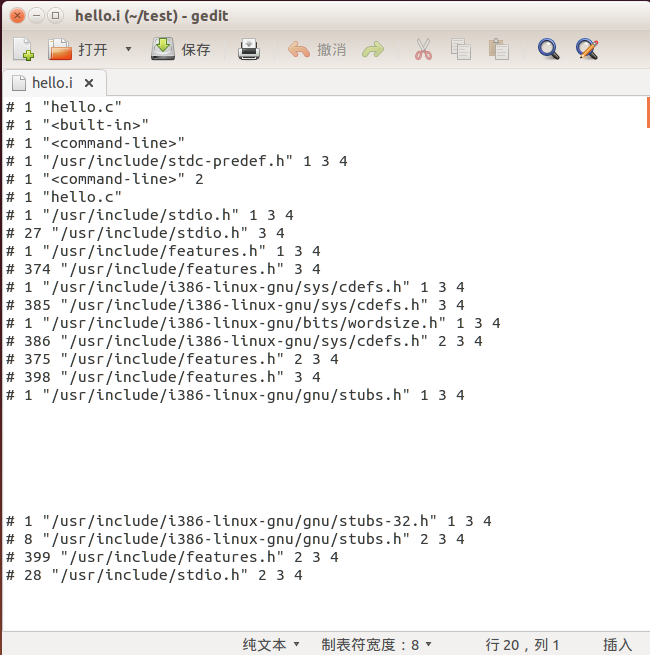 hello.i (~/test) - gedit
打开 保存 撤消
hello.i
# 1 "hello.c"
# 1 "<built-in>"
# 1 "<command-line>"
# 1 "/usr/include/stdc-predef.h" 1 3 4
# 1 "<command-line>" 2
# 1 "hello.c"
# 1 "/usr/include/stdio.h" 1 3 4
# 27 "/usr/include/stdio.h" 3 4
# 1 "/usr/include/features.h" 1 3 4
# 374 "/usr/include/features.h" 3 4
# 1 "/usr/include/i386-linux-gnu/sys/cdefs.h" 1 3 4
# 385 "/usr/include/i386-linux-gnu/sys/cdefs.h" 3 4
# 1 "/usr/include/i386-linux-gnu/bits/wordsize.h" 1 3 4
# 386 "/usr/include/i386-linux-gnu/sys/cdefs.h" 2 3 4
# 375 "/usr/include/features.h" 2 3 4
# 398 "/usr/include/features.h" 3 4
# 1 "/usr/include/i386-linux-gnu/gnu/stubs.h" 1 3 4
# 1 "/usr/include/i386-linux-gnu/gnu/stubs-32.h" 1 3 4
# 8 "/usr/include/i386-linux-gnu/gnu/stubs.h" 2 3 4
# 399 "/usr/include/features.h" 2 3 4
# 28 "/usr/include/stdio.h" 2 3 4
纯文本 制表符宽度：8 行 20，列 1 插入